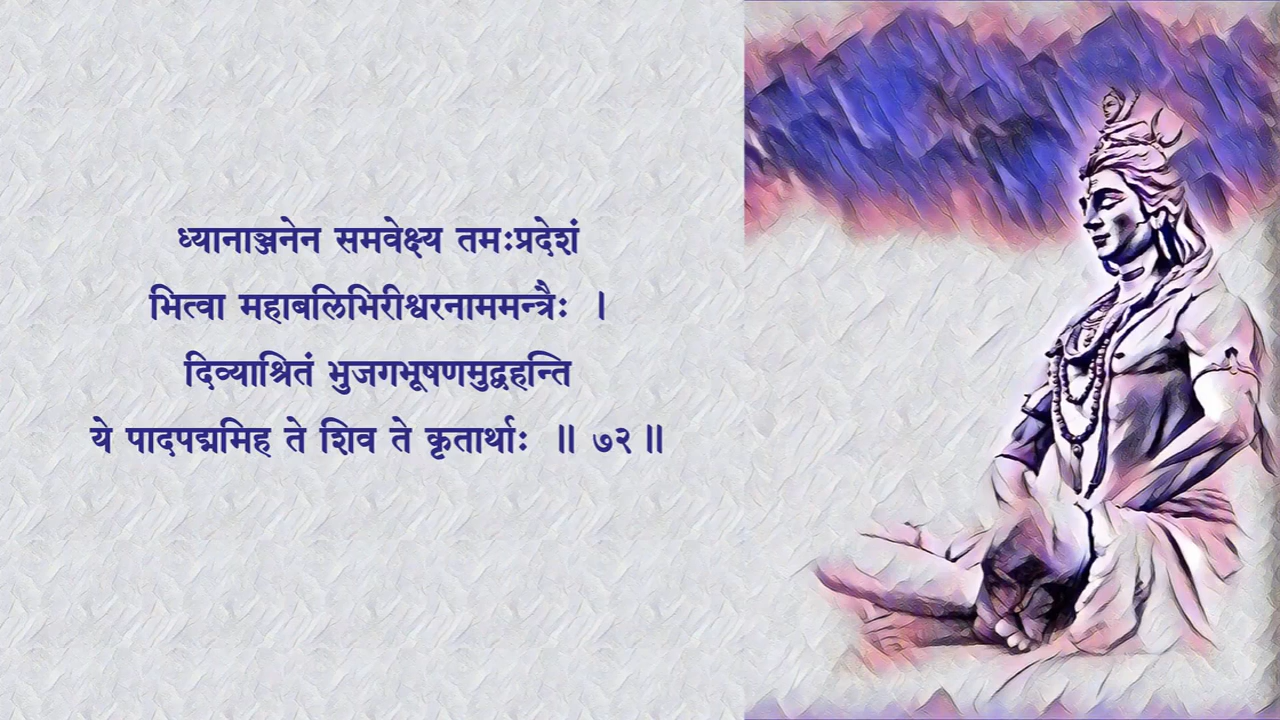 ध्यानाञ्जनेन समवेक्ष्य तमःप्रदेशं
भित्वा महाबलिभिरीश्वरनाममन्त्रैः ।
दिव्याश्रितं भुजगभूषणमुद्वहन्ति
ये पादपद्ममिह ते शिव ते कृतार्थाः ॥ ७२॥